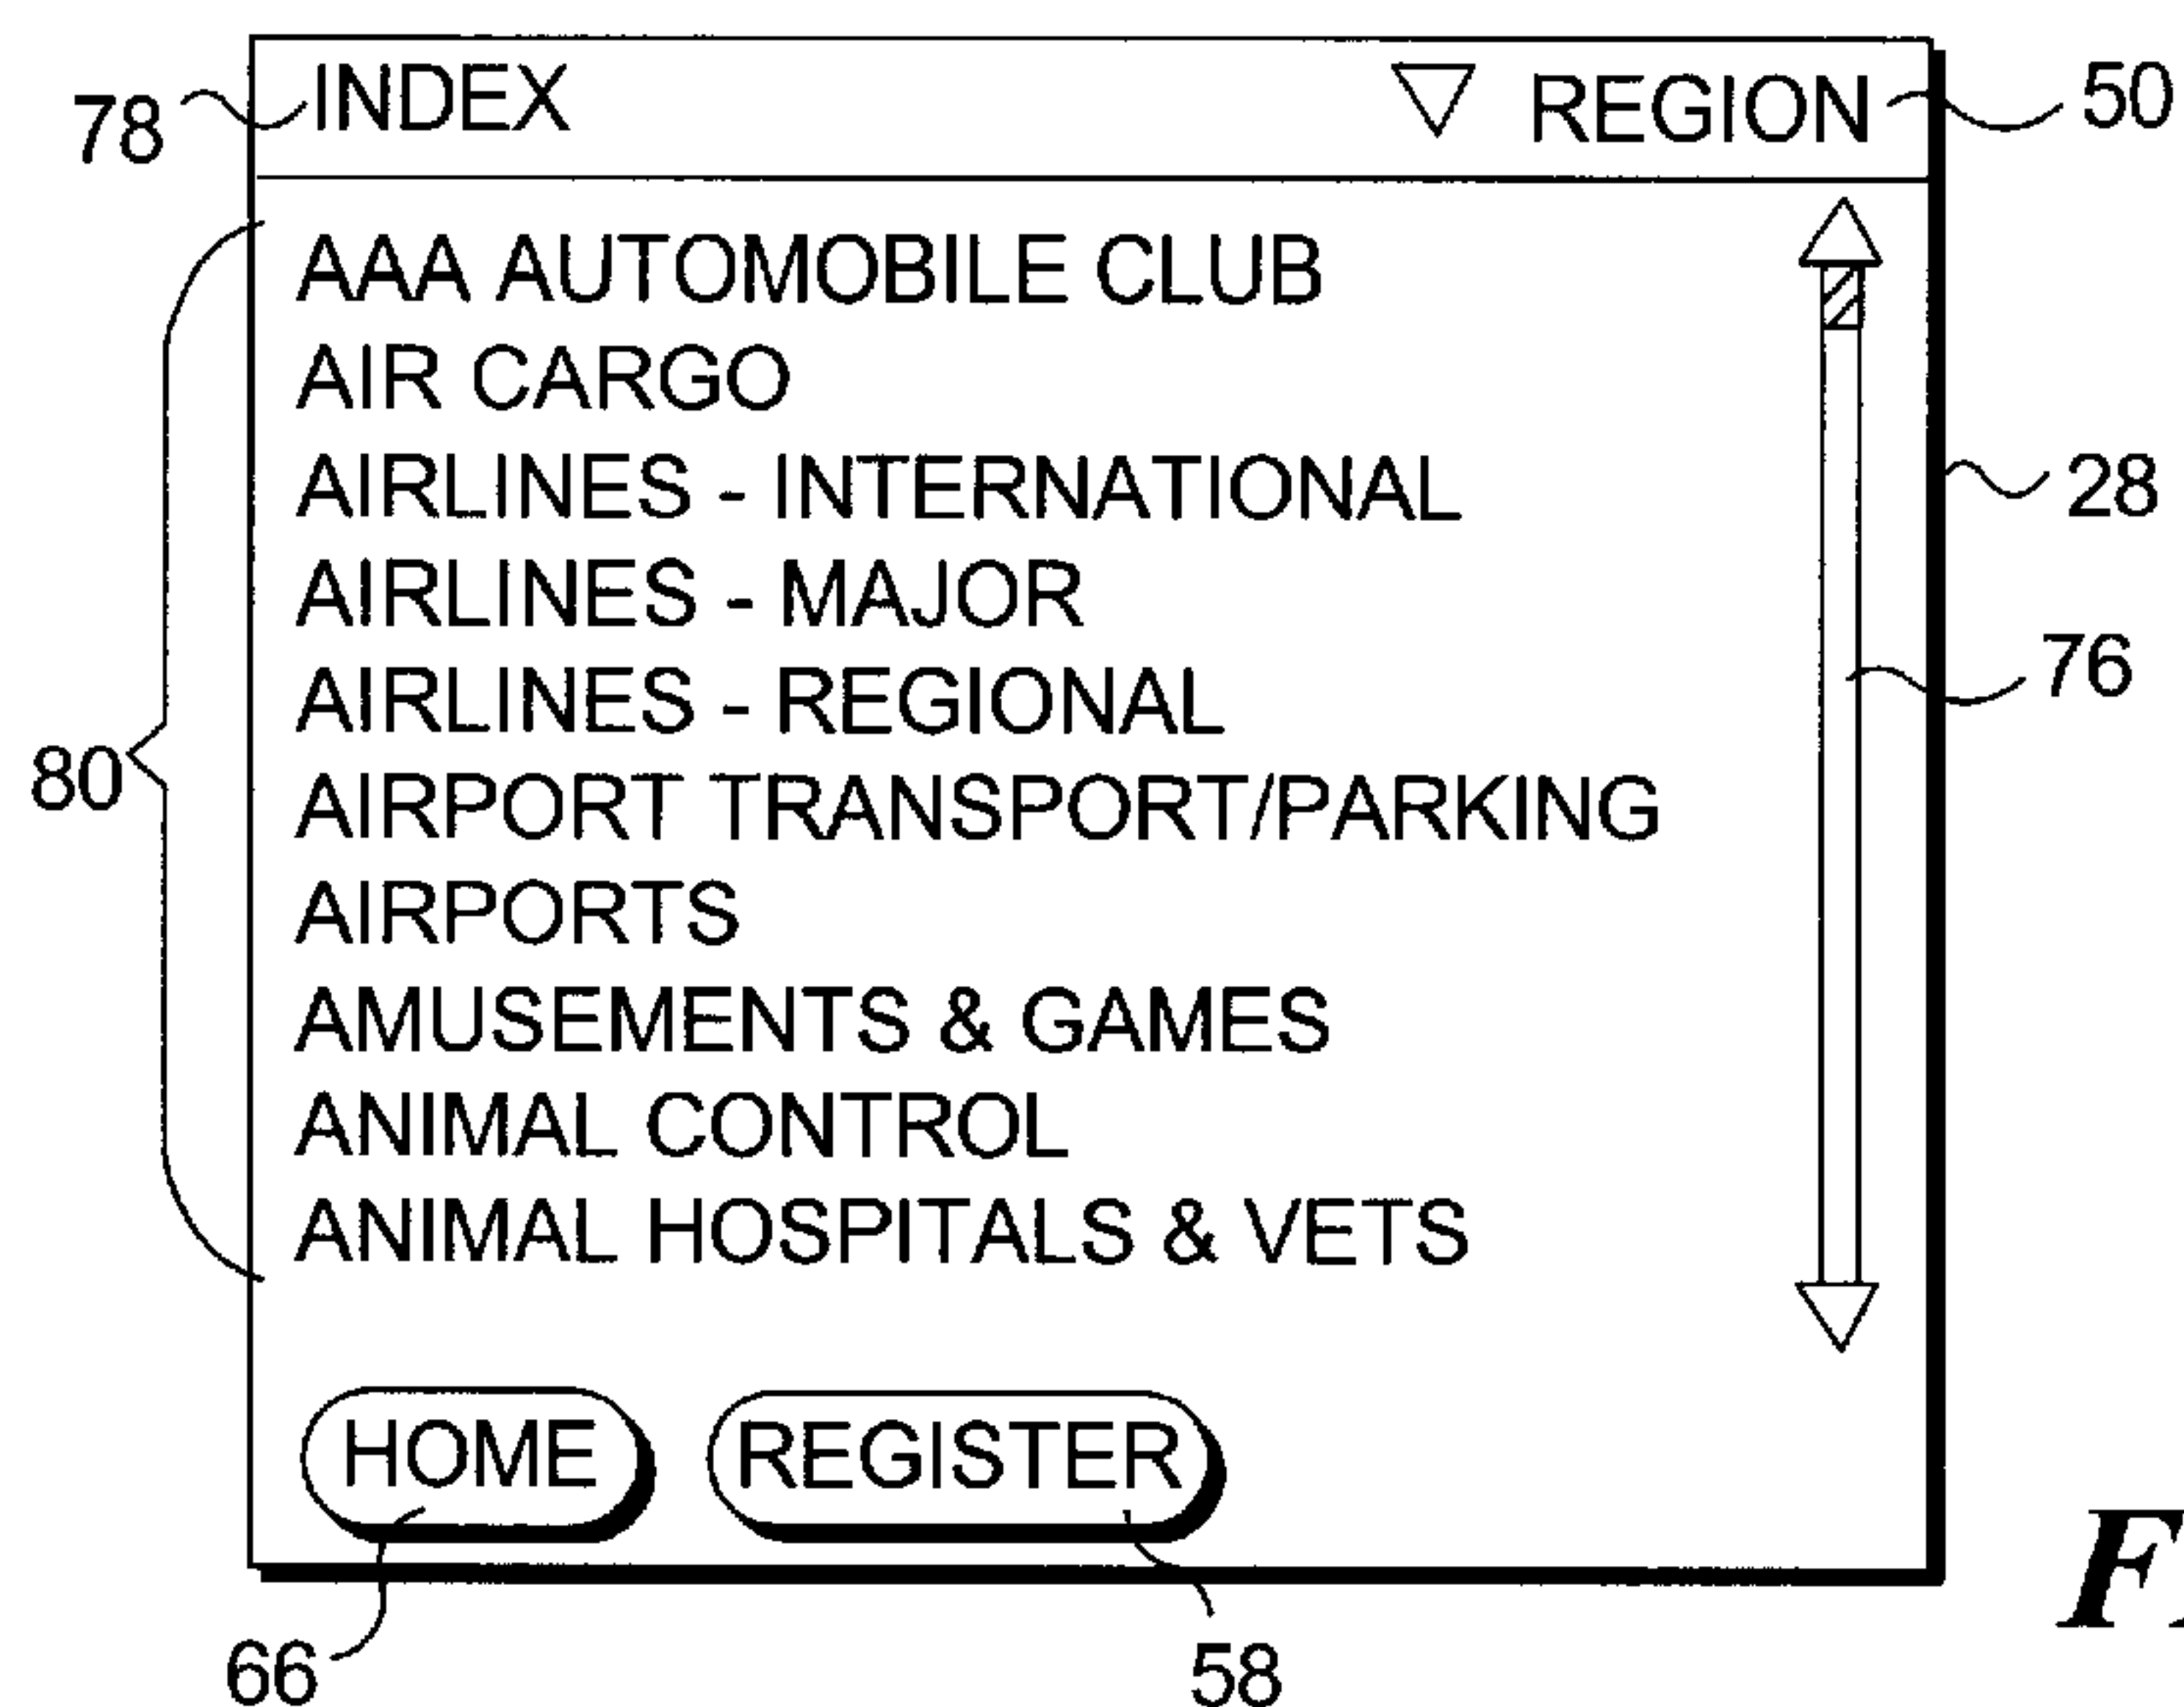 78 INDEX REGION 50
AAA AUTOMOBILE CLUB
AIR CARGO
AIRLINES - INTERNATIONAL 28
AIRLINES - MAJOR
76
AIRLINES - REGIONAL
80
AIRPORT TRANSPORT/PARKING
AIRPORTS
AMUSEMENTS & GAMES
ANIMAL CONTROL
ANIMAL HOSPITALS & VETS
HOME REGISTER
66 58